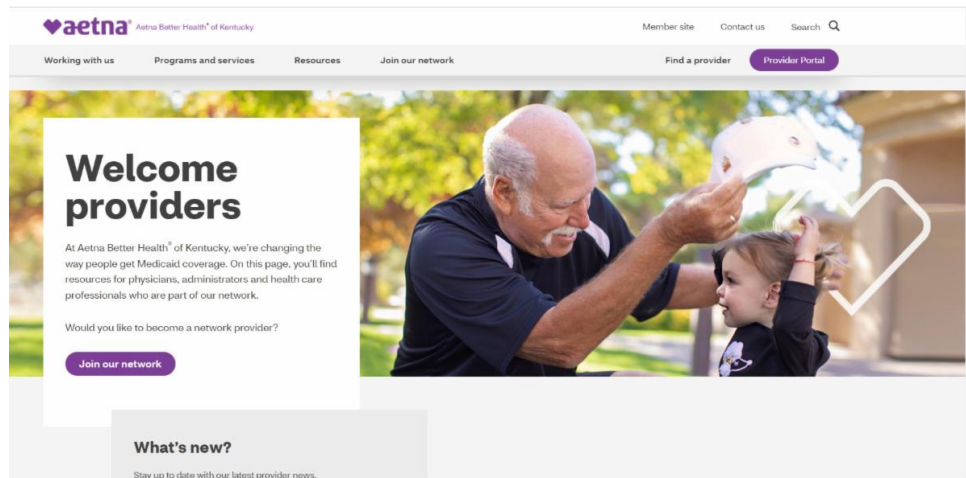 aetna® Aetna Better Health® of Kentucky
Member site Contact us Search
Working with us Programs and services Resources Join our network Find a provider Provider Portal
Welcome
providers
At Aetna Better Health® of Kentucky, we're changing the
way people get Medicaid coverage. On this page, you'll find
resources for physicians, administrators and health care
professionals who are part of our network.
Would you like to become a network provider?
Join our network
What's new?
Stay up to date with our latest provider news.